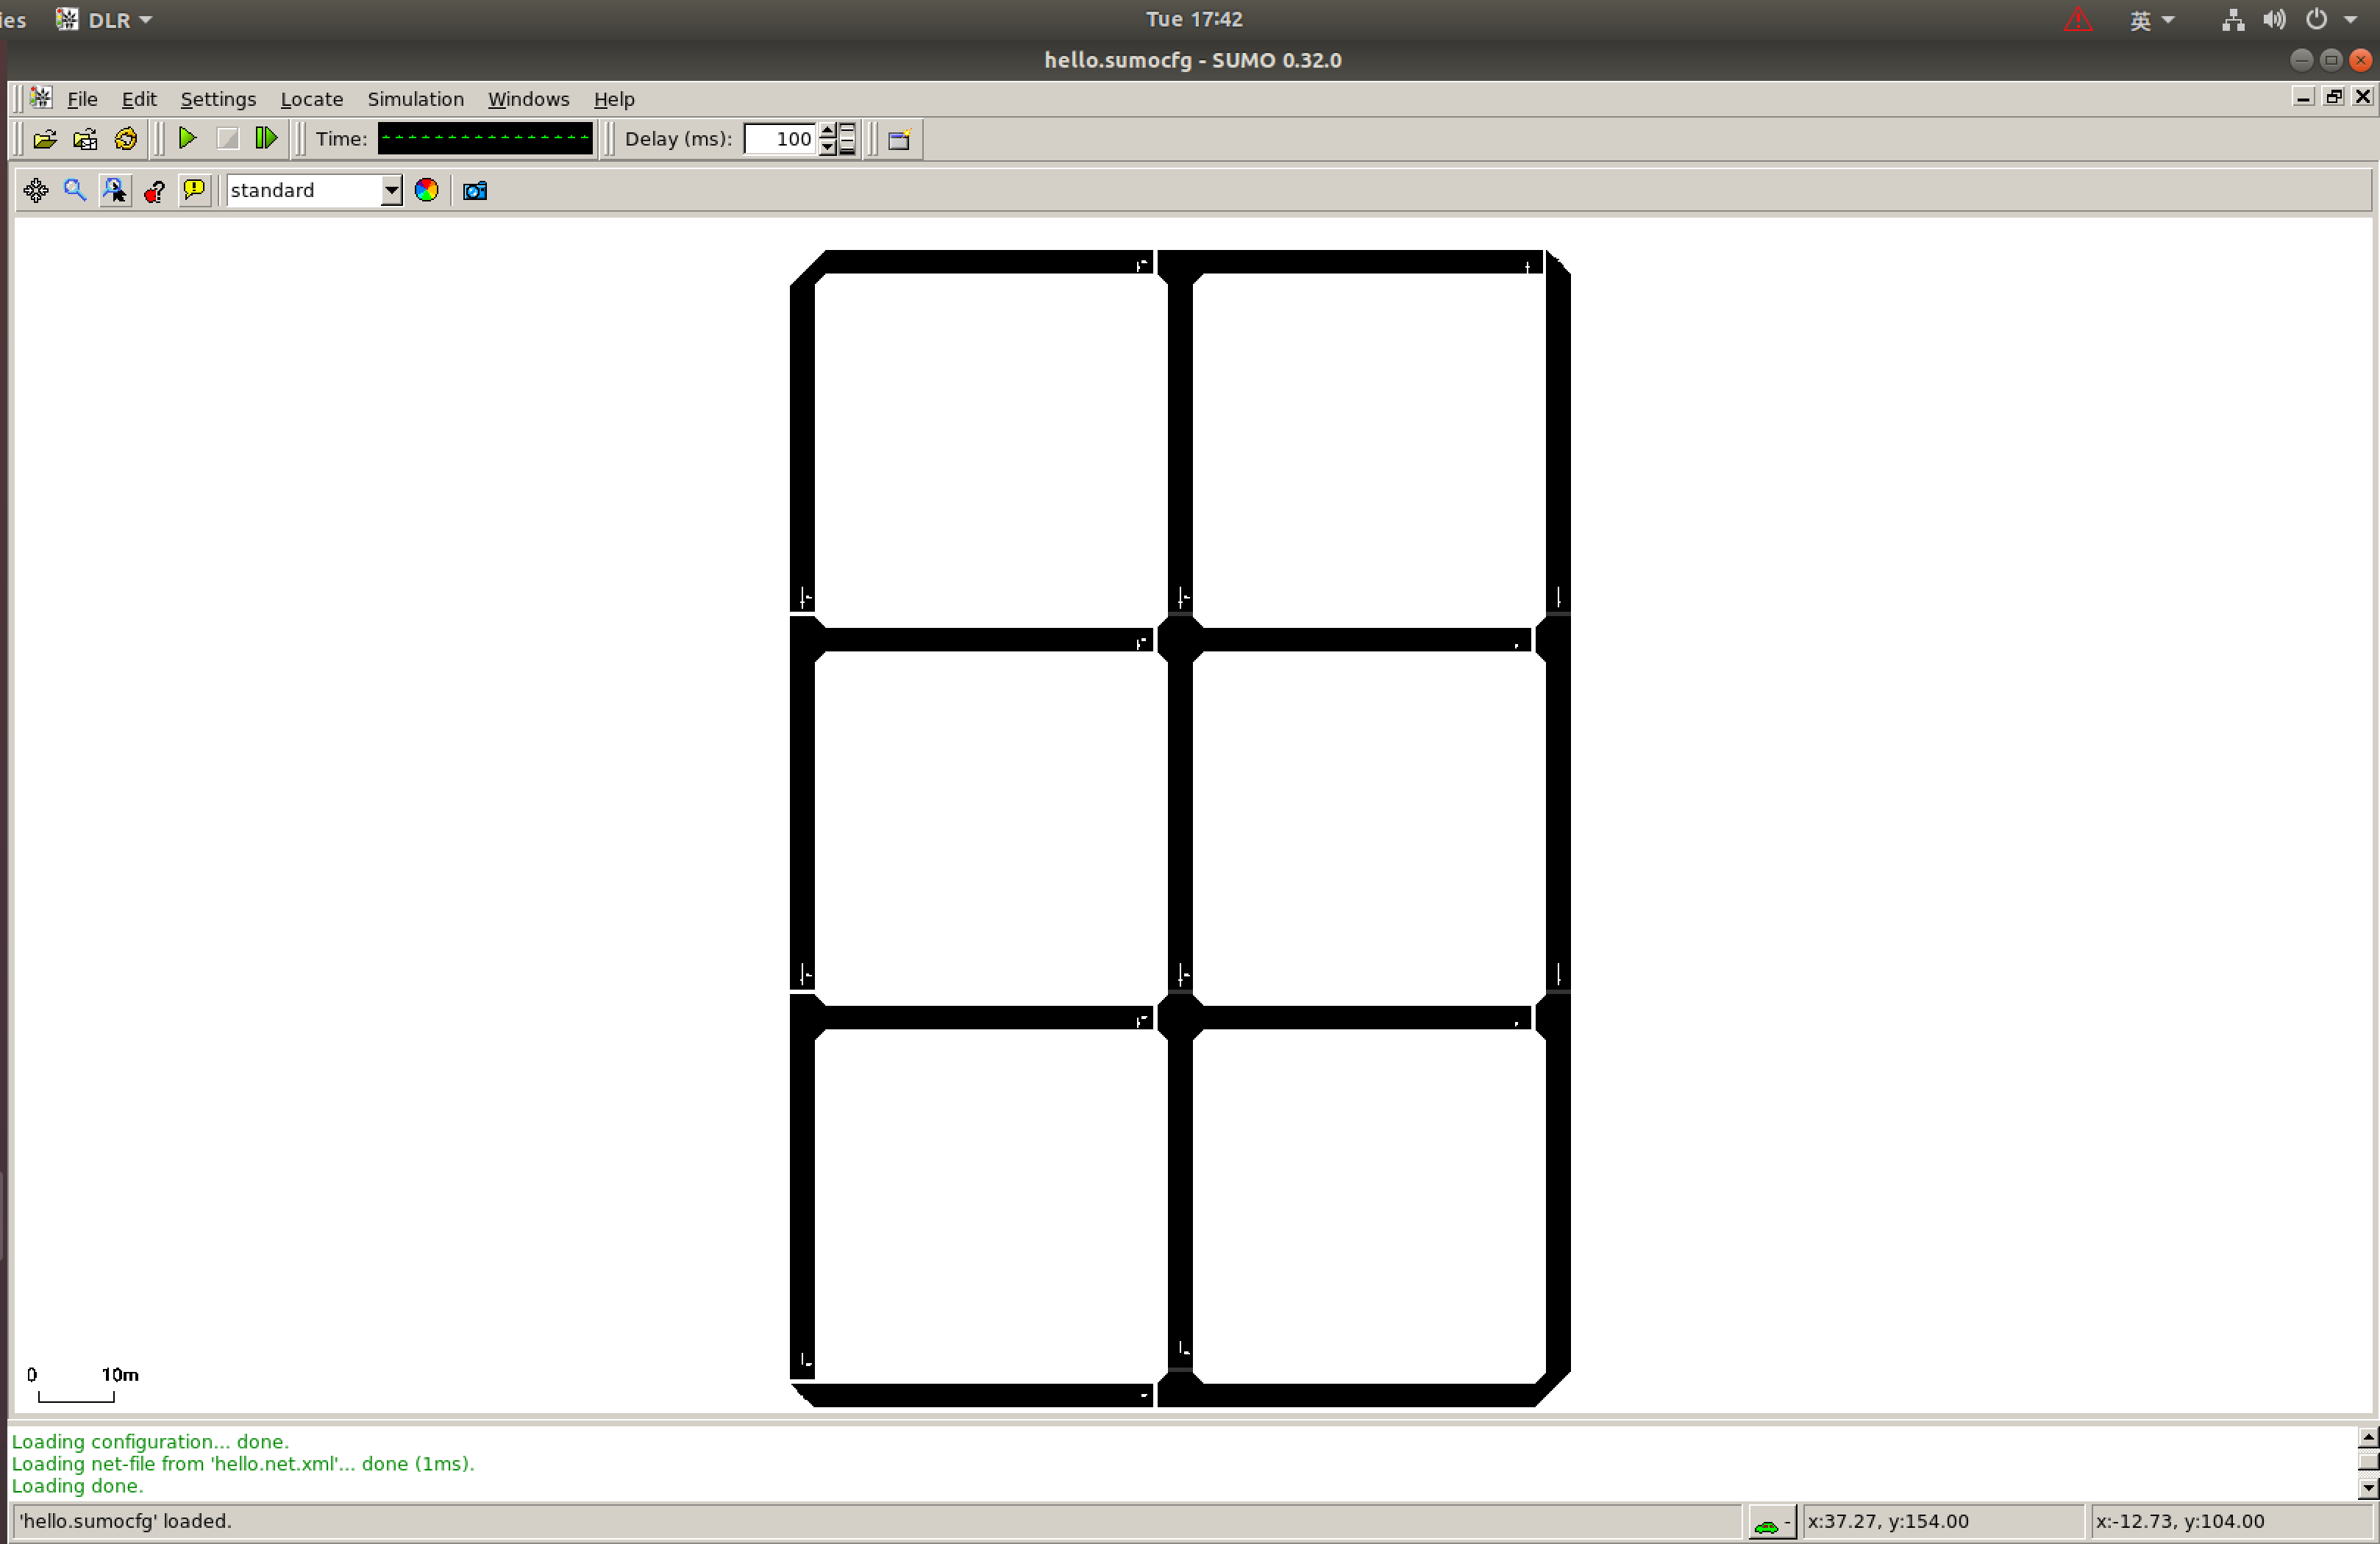 ies DLR Tue 17:42 英
hello.sumocfg - SUMO 0.32.0
File Edit Settings Locate Simulation Windows Help
Time: Delay (ms): 100
standard
0 10m
Loading configuration... done.
Loading net-file from 'hello.net.xml'... done (1ms).
Loading done.
'hello.sumocfg' loaded. - x:37.27, y:154.00 x:-12.73, y:104.00